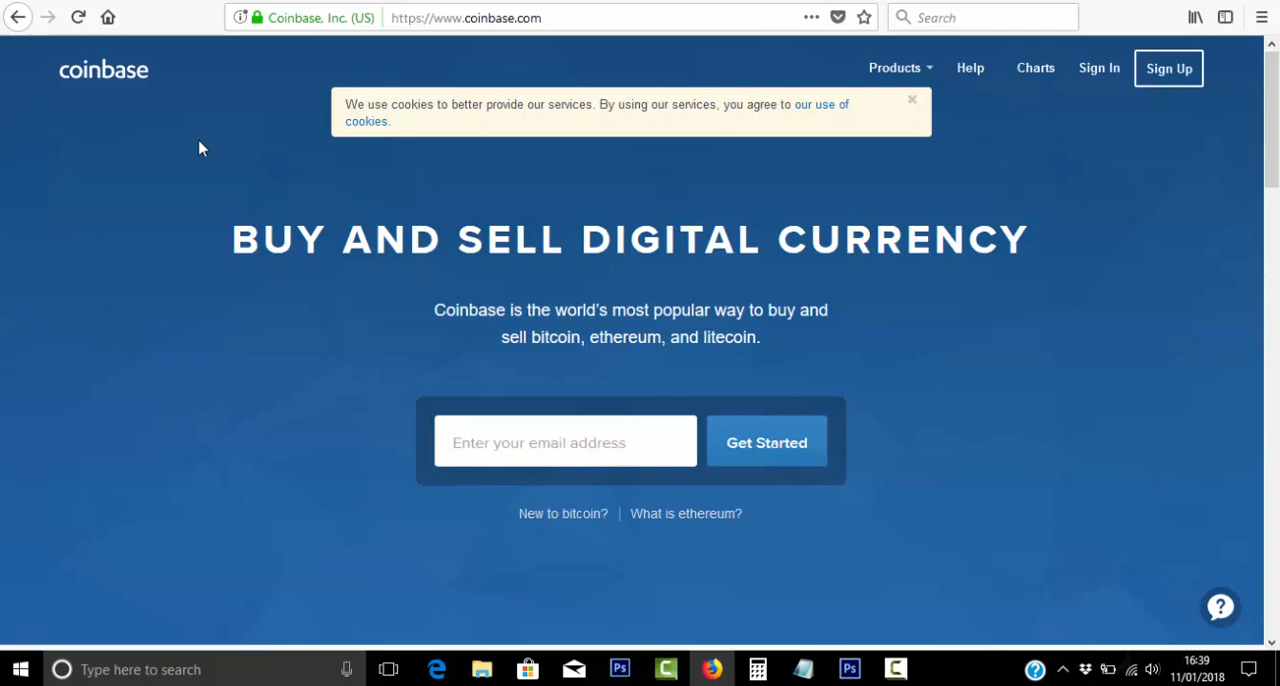 Coinbase, Inc. (US) https://www.coinbase.com Search
coinbase Products Help Charts Sign In Sign Up
We use cookies to better provide our services. By using our services, you agree to our use of
cookies.
BUY AND SELL DIGITAL CURRENCY
Coinbase is the world's most popular way to buy and
sell bitcoin, ethereum, and litecoin.
Enter your email address Get Started
New to bitcoin? | What is ethereum?
Type here to search Ps Ps 16:39
11/01/2018